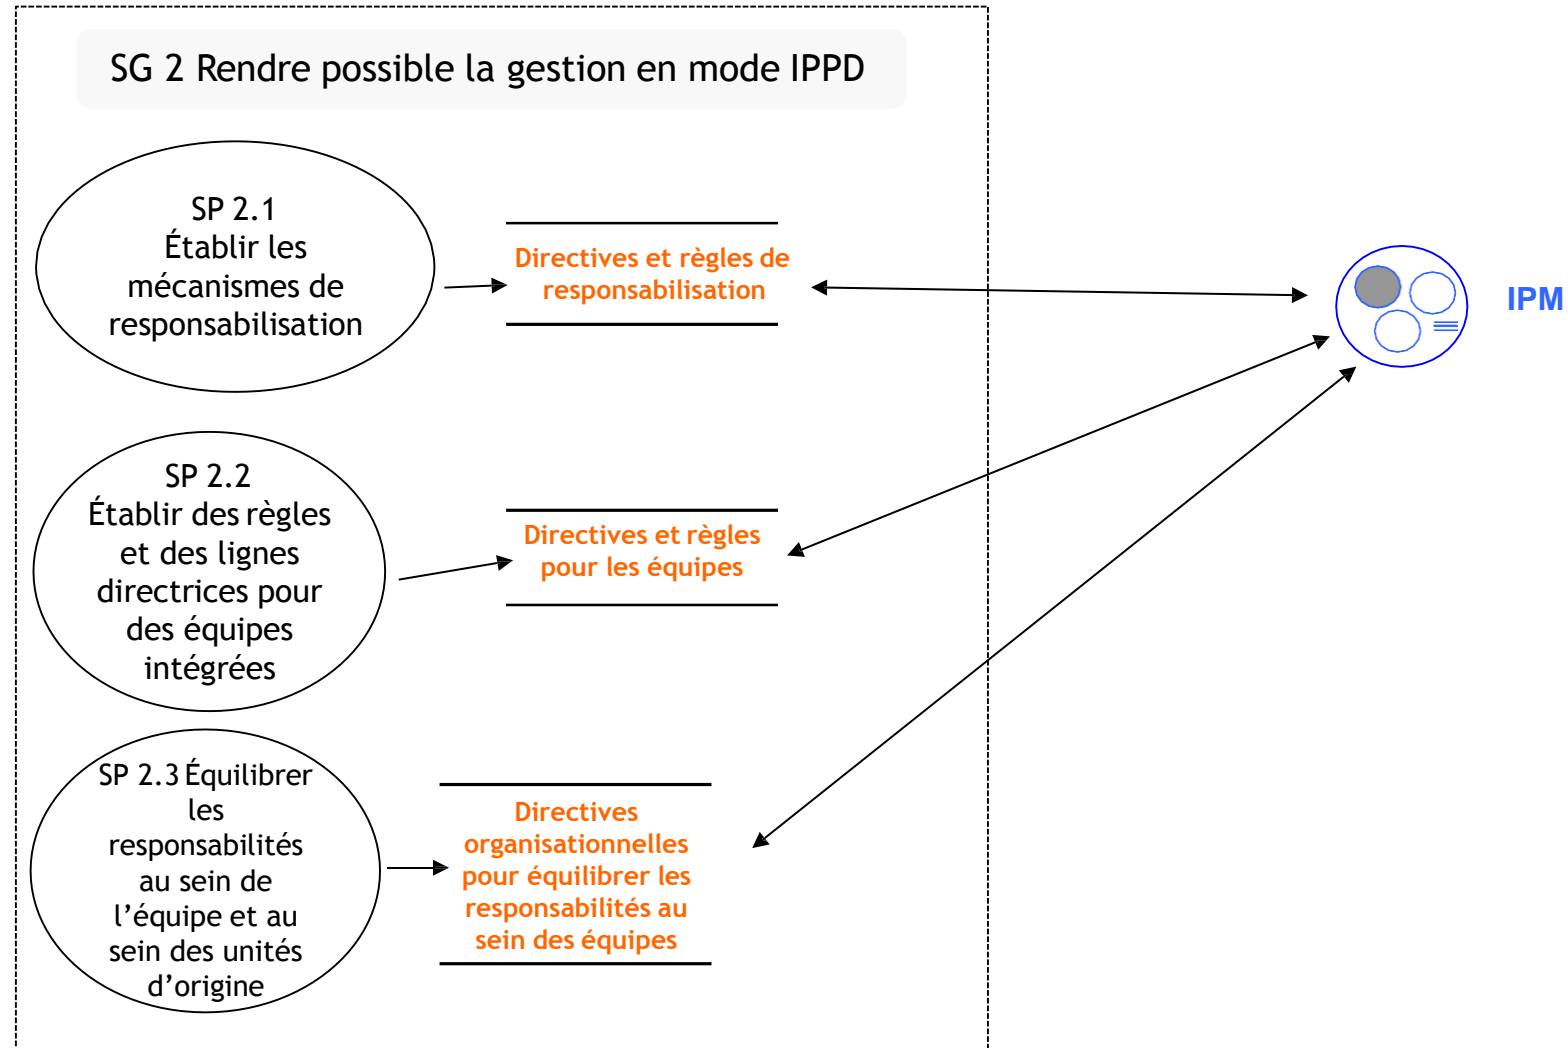 SG 2 Rendre possible la gestion en mode IPPD
SP 2.1
Établir les
mécanismes de
responsabilisation
Directives et règles de
responsabilisation
IPM
SP 2.2
Établir des règles
et des lignes
directrices pour
des équipes
intégrées
Directives et règles
pour les équipes
SP 2.3 Équilibrer
les
responsabilités
au sein de
l’équipe et au
sein des unités
d’origine
Directives
organisationnelles
pour équilibrer les
responsabilités au
sein des équipes